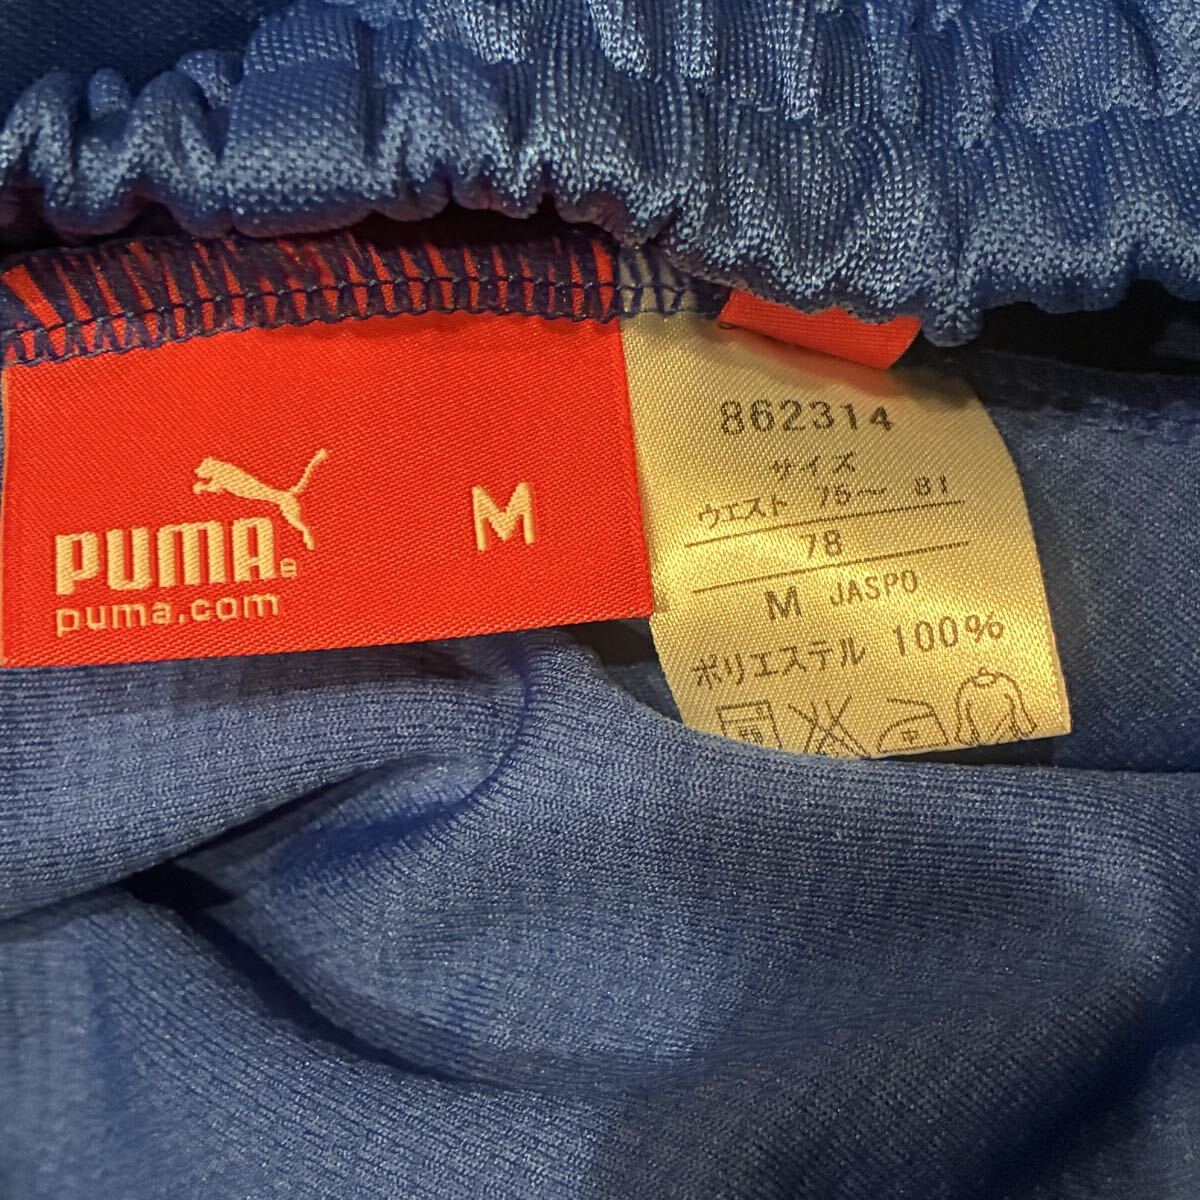 PUMA®
puma.com
M
862314
サイズ
ウエスト 75〜 81
78
M JASPO
ポリエステル 100%